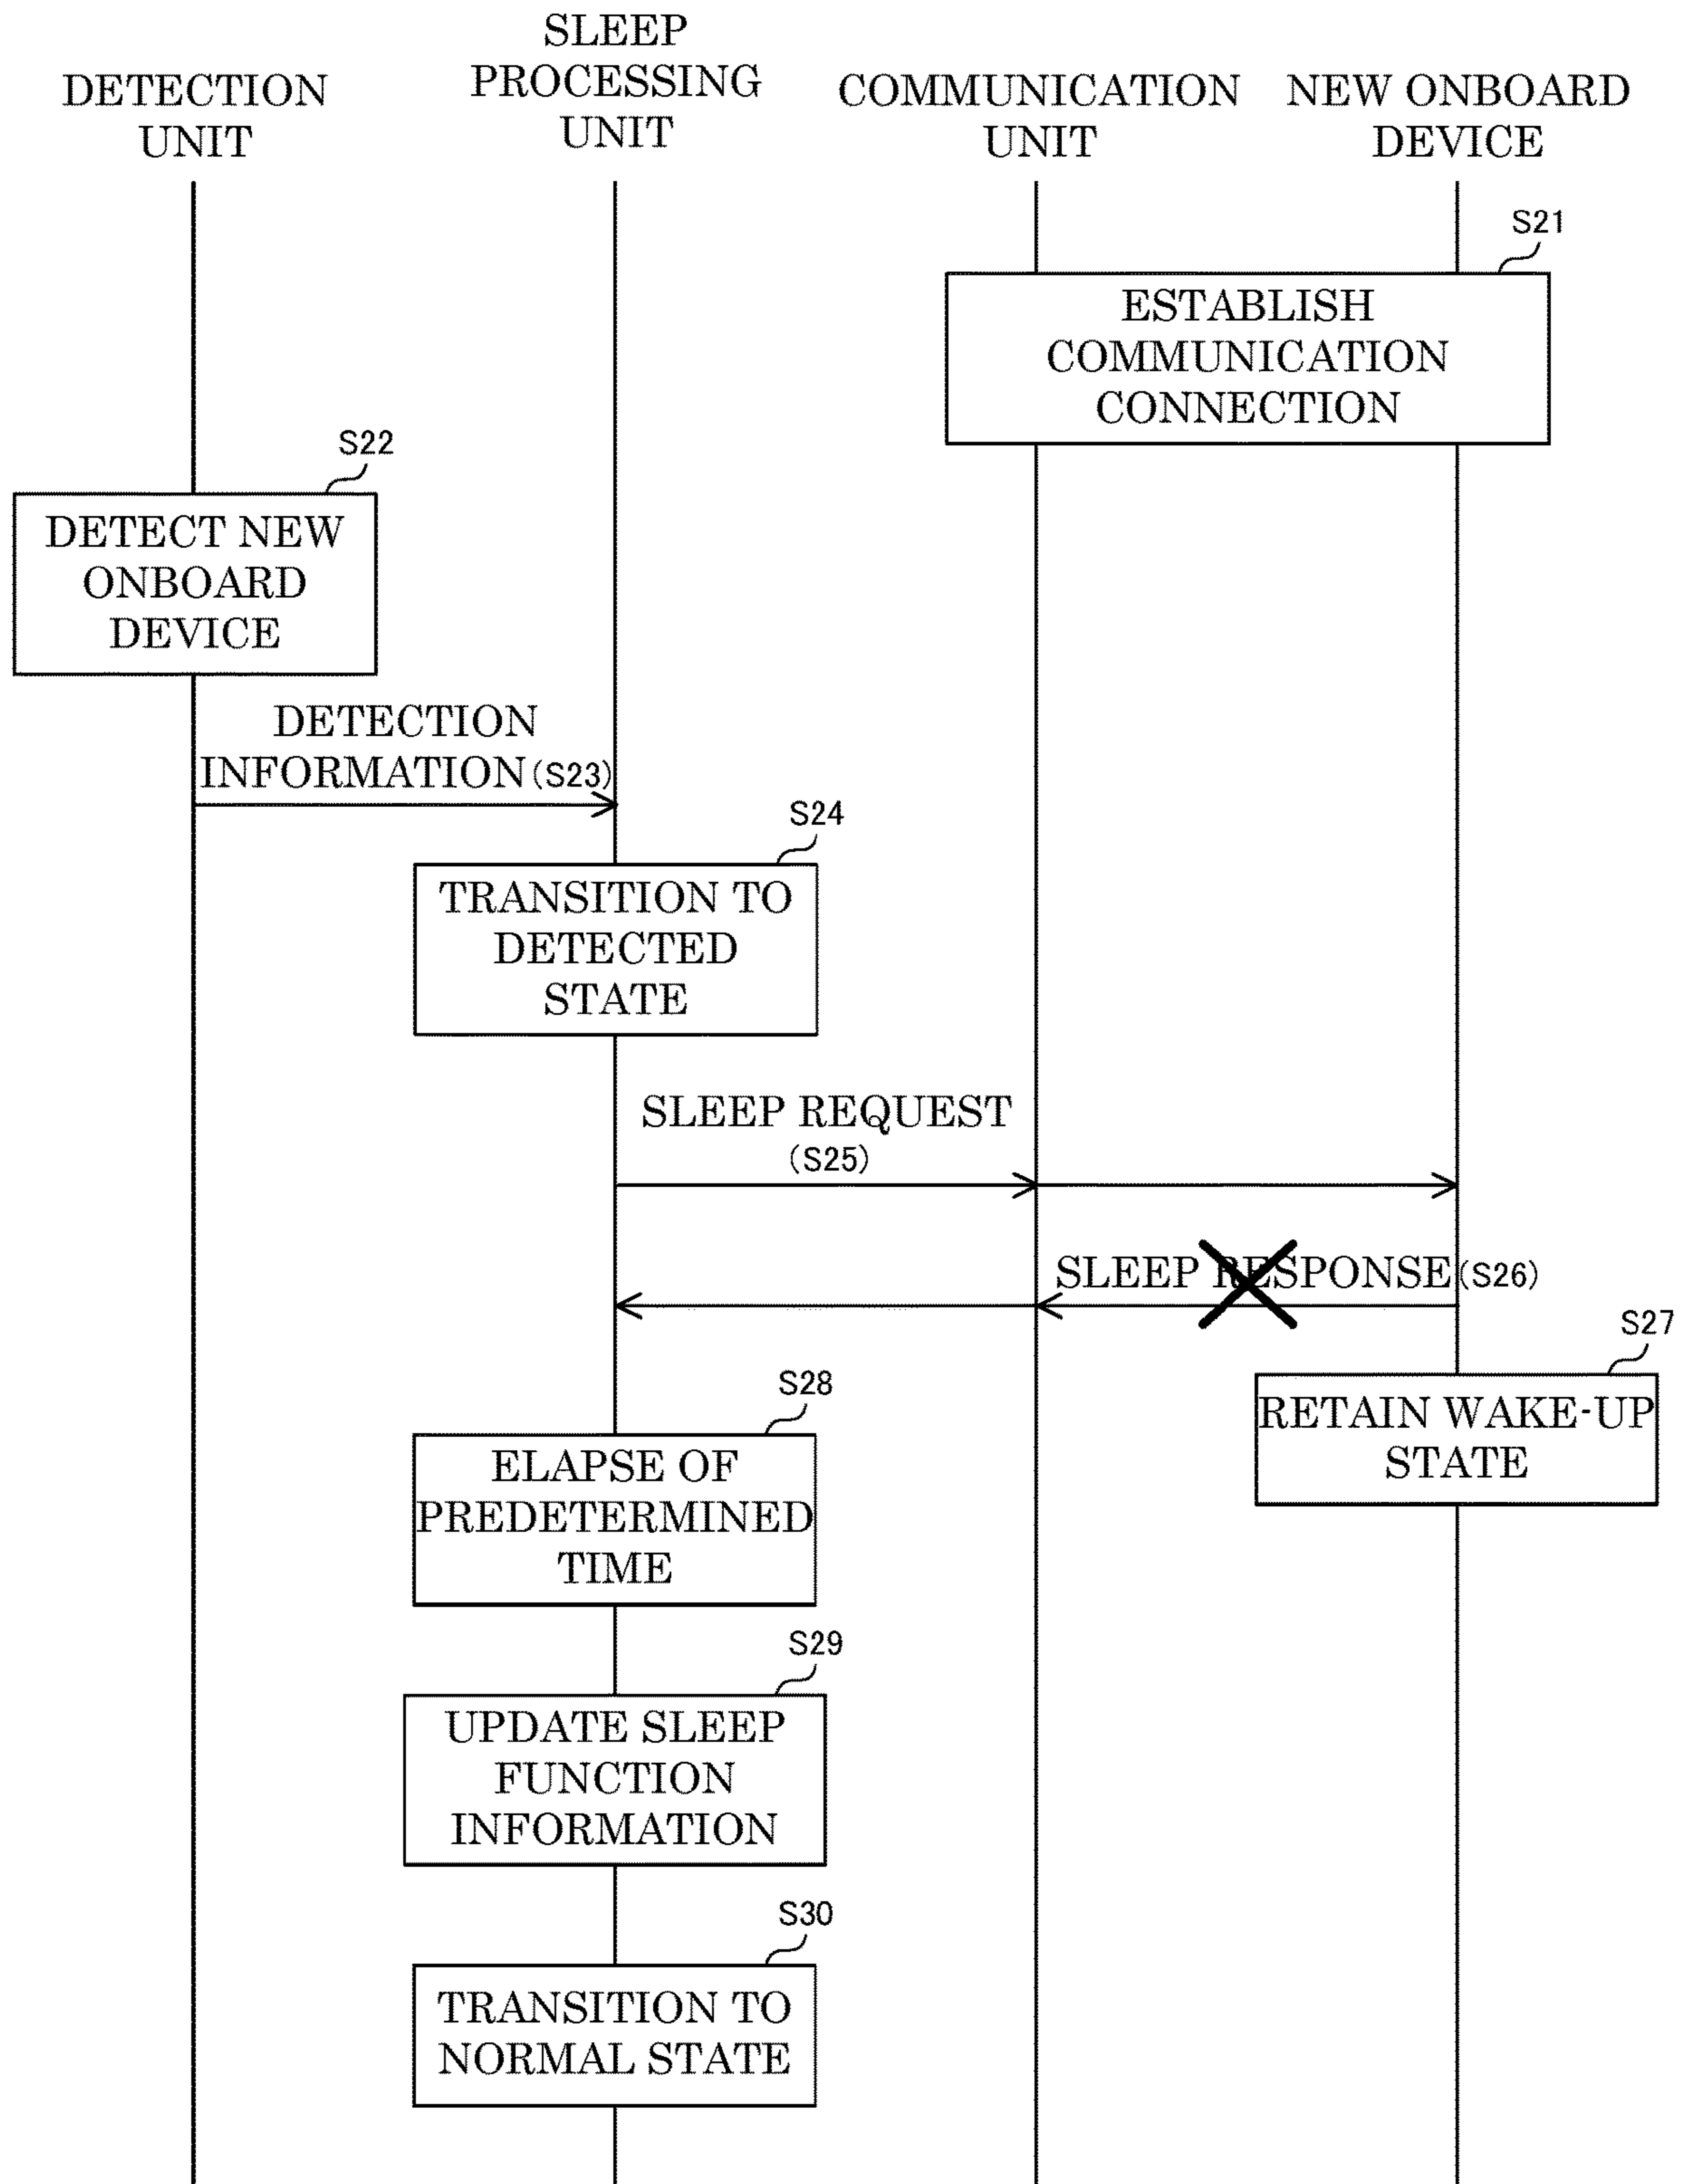 DETECTION
UNIT
SLEEP
PROCESSING
UNIT
COMMUNICATION
UNIT
NEW ONBOARD
DEVICE
S21
ESTABLISH
COMMUNICATION
CONNECTION
S22
DETECT NEW
ONBOARD
DEVICE
DETECTION
INFORMATION(S23)
S24
TRANSITION TO
DETECTED
STATE
SLEEP REQUEST
(S25)
SLEEP RESPONSE(S26)
S27
RETAIN WAKE-UP
STATE
S28
ELAPSE OF
PREDETERMINED
TIME
S29
UPDATE SLEEP
FUNCTION
INFORMATION
S30
TRANSITION TO
NORMAL STATE